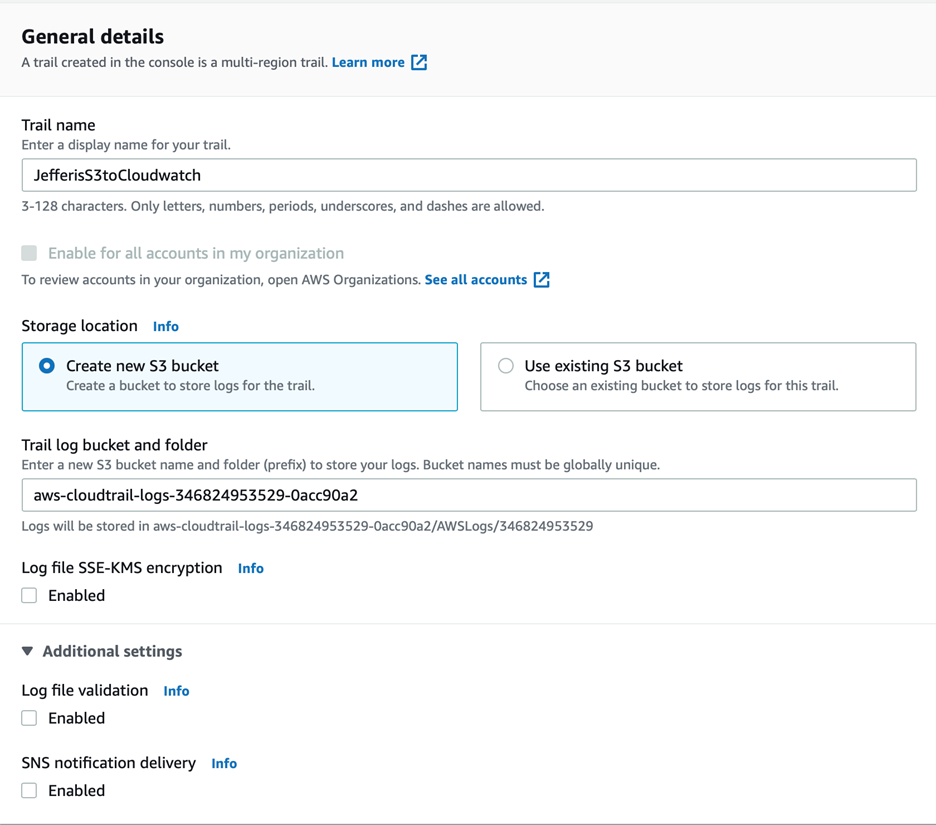 General details
A trail created in the console is a multi-region trail. Learn more
Trail name
Enter a display name for your trail.
JefferisS3toCloudwatch
3-128 characters. Only letters, numbers, periods, underscores, and dashes are allowed.
Enable for all accounts in my organization
To review accounts in your organization, open AWS Organizations. See all accounts
Storage location Info
Create new S3 bucket
Create a bucket to store logs for the trail.
Use existing S3 bucket
Choose an existing bucket to store logs for this trail.
Trail log bucket and folder
Enter a new S3 bucket name and folder (prefix) to store your logs. Bucket names must be globally unique.
aws-cloudtrail-logs-346824953529-0acc90a2
Logs will be stored in aws-cloudtrail-logs-346824953529-0acc90a2/AWSLogs/346824953529
Log file SSE-KMS encryption Info
Enabled
Additional settings
Log file validation Info
Enabled
SNS notification delivery Info
Enabled